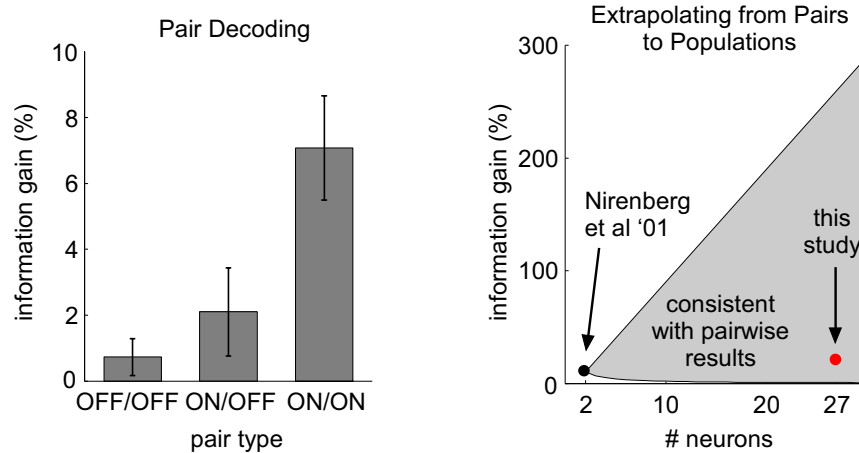 Pair Decoding
information gain (%)
10
8
6
4
2
0
OFF/OFF ON/OFF ON/ON
pair type
Extrapolating from Pairs
to Populations
information gain (%)
300
200
100
0
Nirenberg
et al ‘01
this
study
consistent
with pairwise
results
2 10 20 27
# neurons